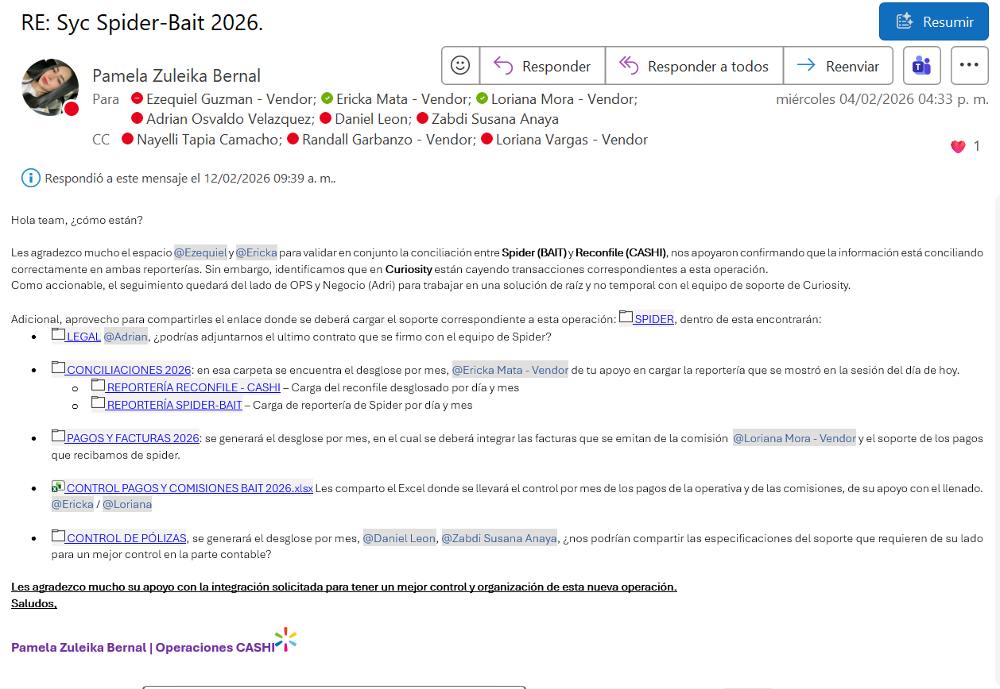 RE: Syc Spider-Bait 2026.
Resumir
Pamela Zuleika Bernal
Responder
Responder a todos
Reenviar
Para Ezequiel Guzman - Vendor; Ericka Mata - Vendor; Loriana Mora - Vendor;
miércoles 04/02/2026 04:33 p. m.
Adrian Osvaldo Velazquez; Daniel Leon; Zabdi Susana Anaya
CC Nayelli Tapia Camacho; Randall Garbanzo - Vendor; Loriana Vargas - Vendor
1
Respondió a este mensaje el 12/02/2026 09:39 a. m..
Hola team, ¿cómo están?
Les agradezco mucho el espacio @Ezequiel y @Ericka para validar en conjunto la conciliación entre Spider (BAIT) y Reconfile (CASHI), nos apoyaron confirmando que la información está conciliando
correctamente en ambas reporterías. Sin embargo, identificamos que en Curiosity están cayendo transacciones correspondientes a esta operación.
Como accionable, el seguimiento quedará del lado de OPS y Negocio (Adri) para trabajar en una solución de raíz y no temporal con el equipo de soporte de Curiosity.
Adicional, aprovecho para compartirles el enlace donde se deberá cargar el soporte correspondiente a esta operación: SPIDER, dentro de esta encontrarán:
• LEGAL @Adrian, ¿podrías adjuntarnos el ultimo contrato que se firmo con el equipo de Spider?
• CONCILIACIONES 2026: en esa carpeta se encuentra el desglose por mes, @Ericka Mata - Vendor de tu apoyo en cargar la reportería que se mostró en la sesión del día de hoy.
o REPORTERÍA RECONFILE - CASHI – Carga del reconfile desglosado por día y mes
o REPORTERÍA SPIDER-BAIT – Carga de reportería de Spider por día y mes
• PAGOS Y FACTURAS 2026: se generará el desglose por mes, en el cual se deberá integrar las facturas que se emitan de la comisión @Loriana Mora - Vendor y el soporte de los pagos
que recibamos de spider.
• CONTROL PAGOS Y COMISIONES BAIT 2026.xlsx Les comparto el Excel donde se llevará el control por mes de los pagos de la operativa y de las comisiones, de su apoyo con el llenado.
@Ericka / @Loriana
• CONTROL DE PÓLIZAS, se generará el desglose por mes, @Daniel Leon, @Zabdi Susana Anaya, ¿nos podrían compartir las especificaciones del soporte que requieren de su lado
para un mejor control en la parte contable?
Les agradezco mucho su apoyo con la integración solicitada para tener un mejor control y organización de esta nueva operación.
Saludos,
Pamela Zuleika Bernal | Operaciones CASHI